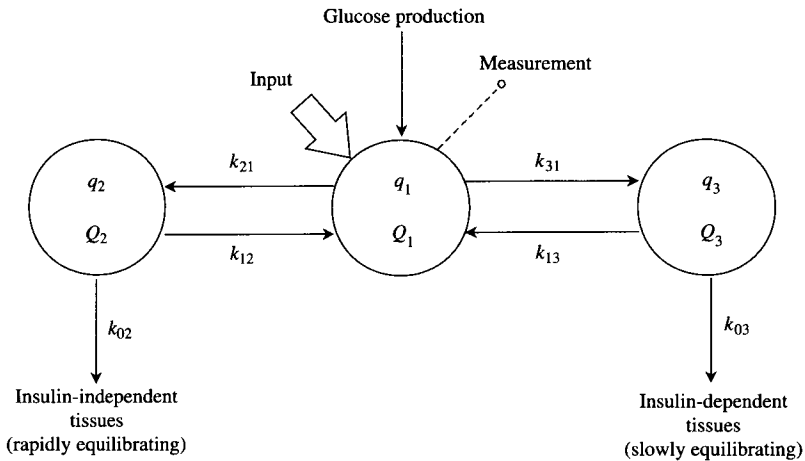 Glucose production
Measurement
Input
k21
k31
q2
q1
q3
Q2
Q1
Q3
k12
k13
k02
k03
Insulin-independent
tissues
(rapidly equilibrating)
Insulin-dependent
tissues
(slowly equilibrating)